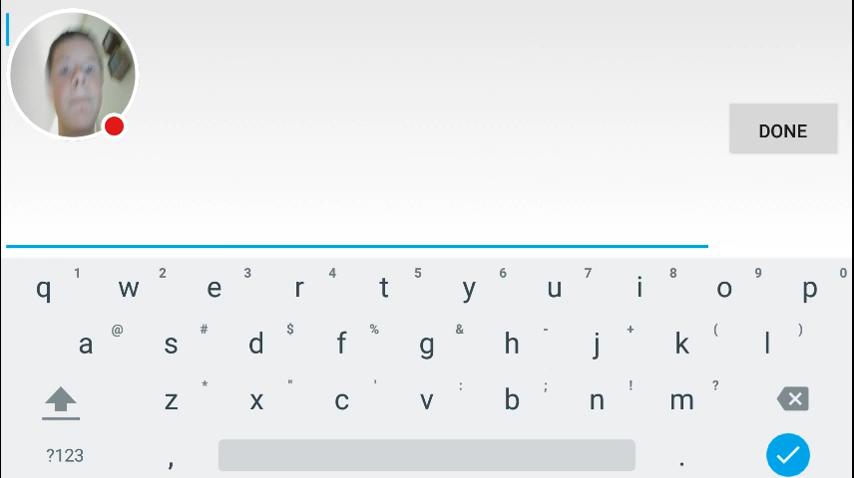 DONE
q 1 w 2 e 3 r 4 t 5 y 6 u 7 i 8 o 9 p 0
a @ s # d $ f % g & h - j + k ( l )
z * x " c ' v : b ; n ! m ?
?123 , .